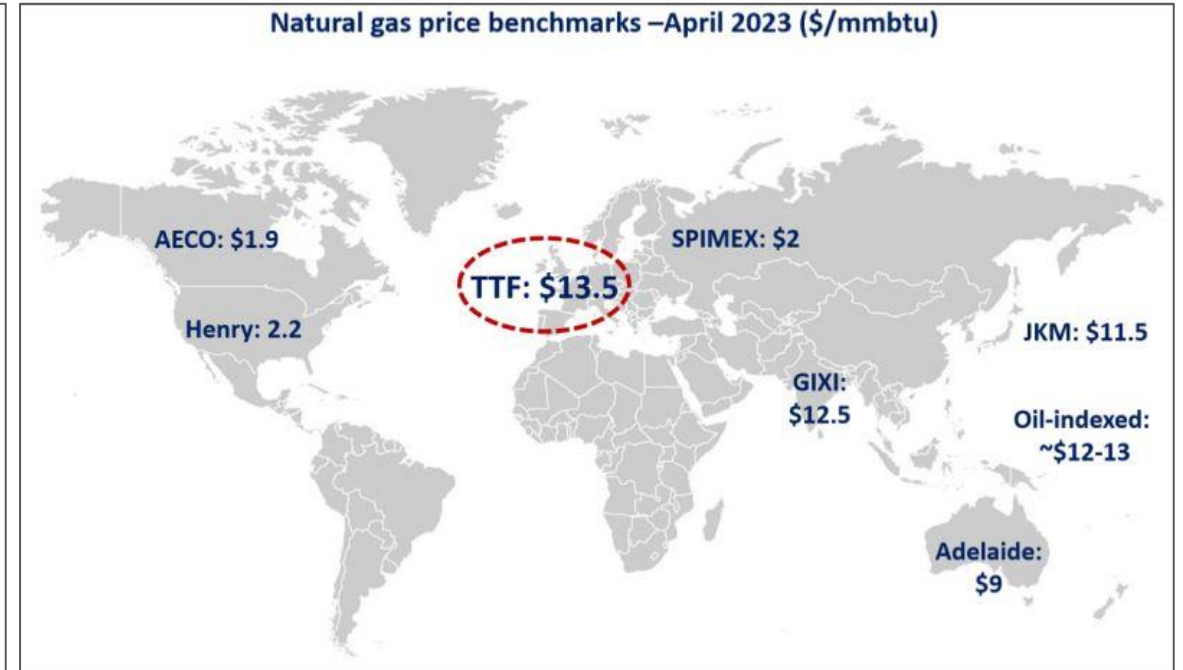 Natural gas price benchmarks –April 2023 ($/mmbtu)
AECO: $1.9
SPIMEX: $2
TTF: $13.5
Henry: 2.2
JKM: $11.5
GIXI:
$12.5
Oil-indexed:
~$12-13
Adelaide:
$9